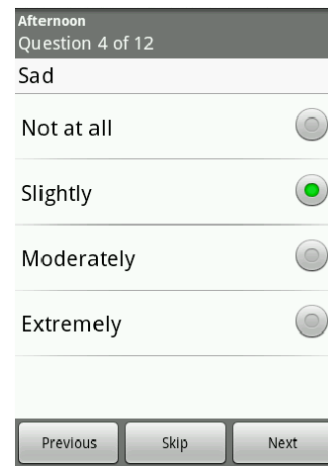 Afternoon
Question 4 of 12
Sad
Not at all
Slightly
Moderately
Extremely
Previous Skip Next